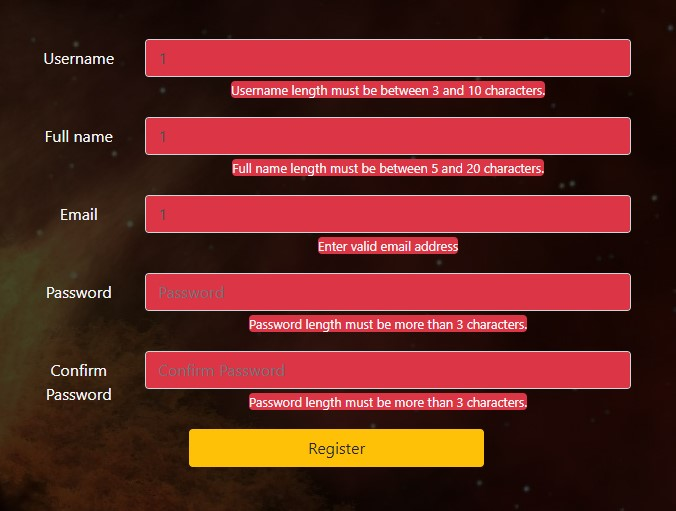 Username
1
Username length must be between 3 and 10 characters.
Full name
1
Full name length must be between 5 and 20 characters.
Email
1
Enter valid email address
Password
Password
Password length must be more than 3 characters.
Confirm
Password
Confirm Password
Password length must be more than 3 characters.
Register